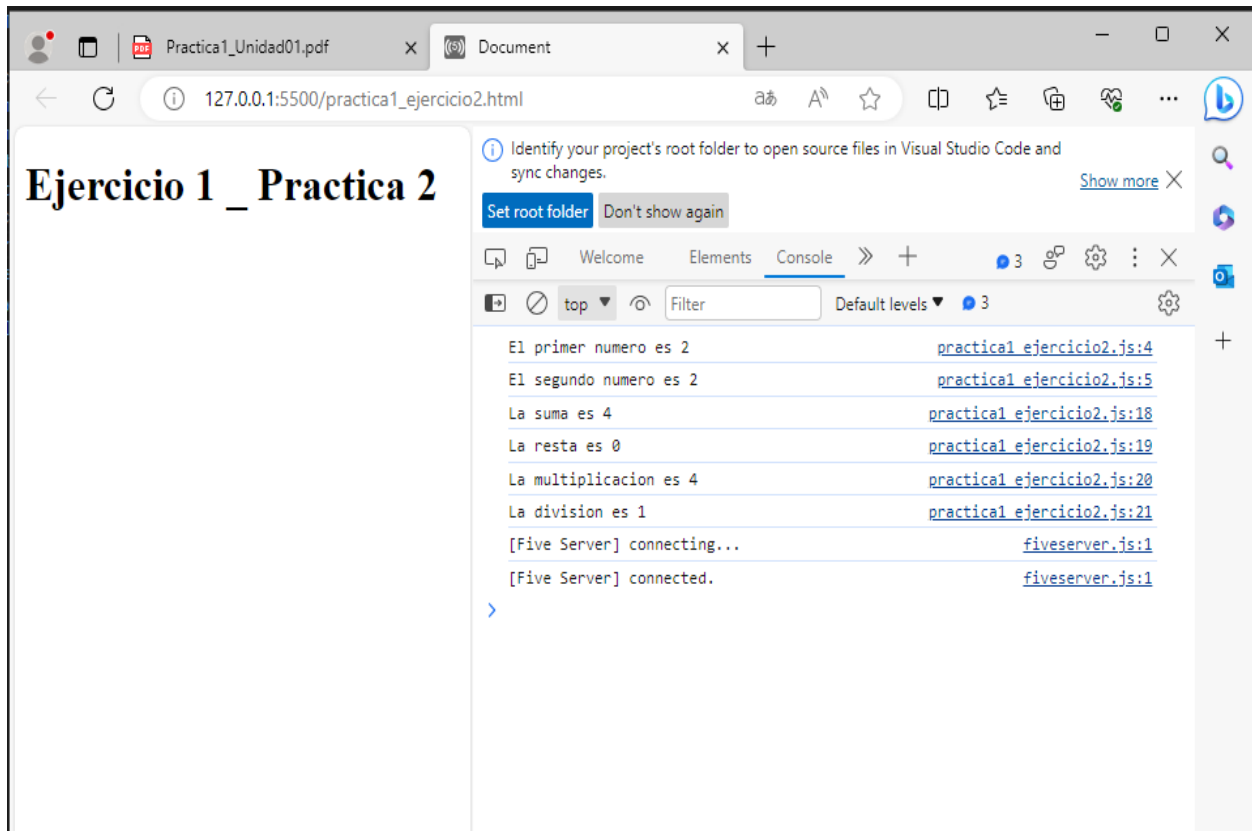 Practica1_Unidad01.pdf
Document
127.0.0.1:5500/practica1_ejercicio2.html
Ejercicio 1 _ Practica 2
Identify your project's root folder to open source files in Visual Studio Code and
sync changes.
Show more
Set root folder Don't show again
Welcome Elements Console 3
top Filter Default levels 3
El primer numero es 2 practica1_ejercicio2.js:4
El segundo numero es 2 practica1_ejercicio2.js:5
La suma es 4 practica1_ejercicio2.js:18
La resta es 0 practica1_ejercicio2.js:19
La multiplicacion es 4 practica1_ejercicio2.js:20
La division es 1 practica1_ejercicio2.js:21
[Five Server] connecting... fiveserver.js:1
[Five Server] connected. fiveserver.js:1